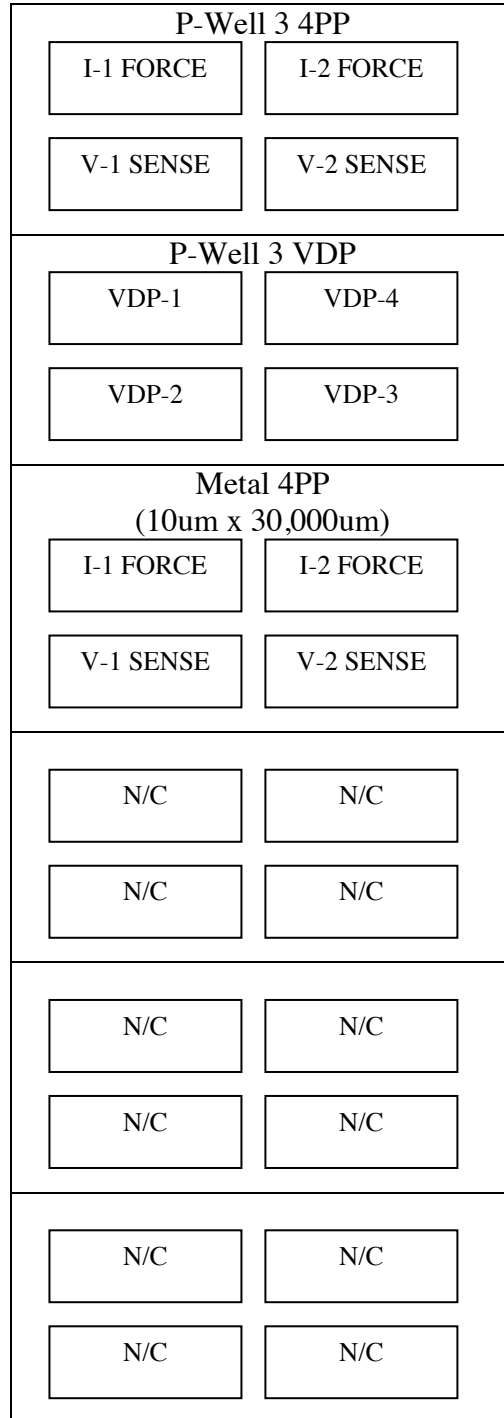 P-Well 3 4PP
I-1 FORCE I-2 FORCE
V-1 SENSE V-2 SENSE
P-Well 3 VDP
VDP-1 VDP-4
VDP-2 VDP-3
Metal 4PP
(10um x 30,000um)
I-1 FORCE I-2 FORCE
V-1 SENSE V-2 SENSE
N/C N/C
N/C N/C
N/C N/C
N/C N/C
N/C N/C
N/C N/C